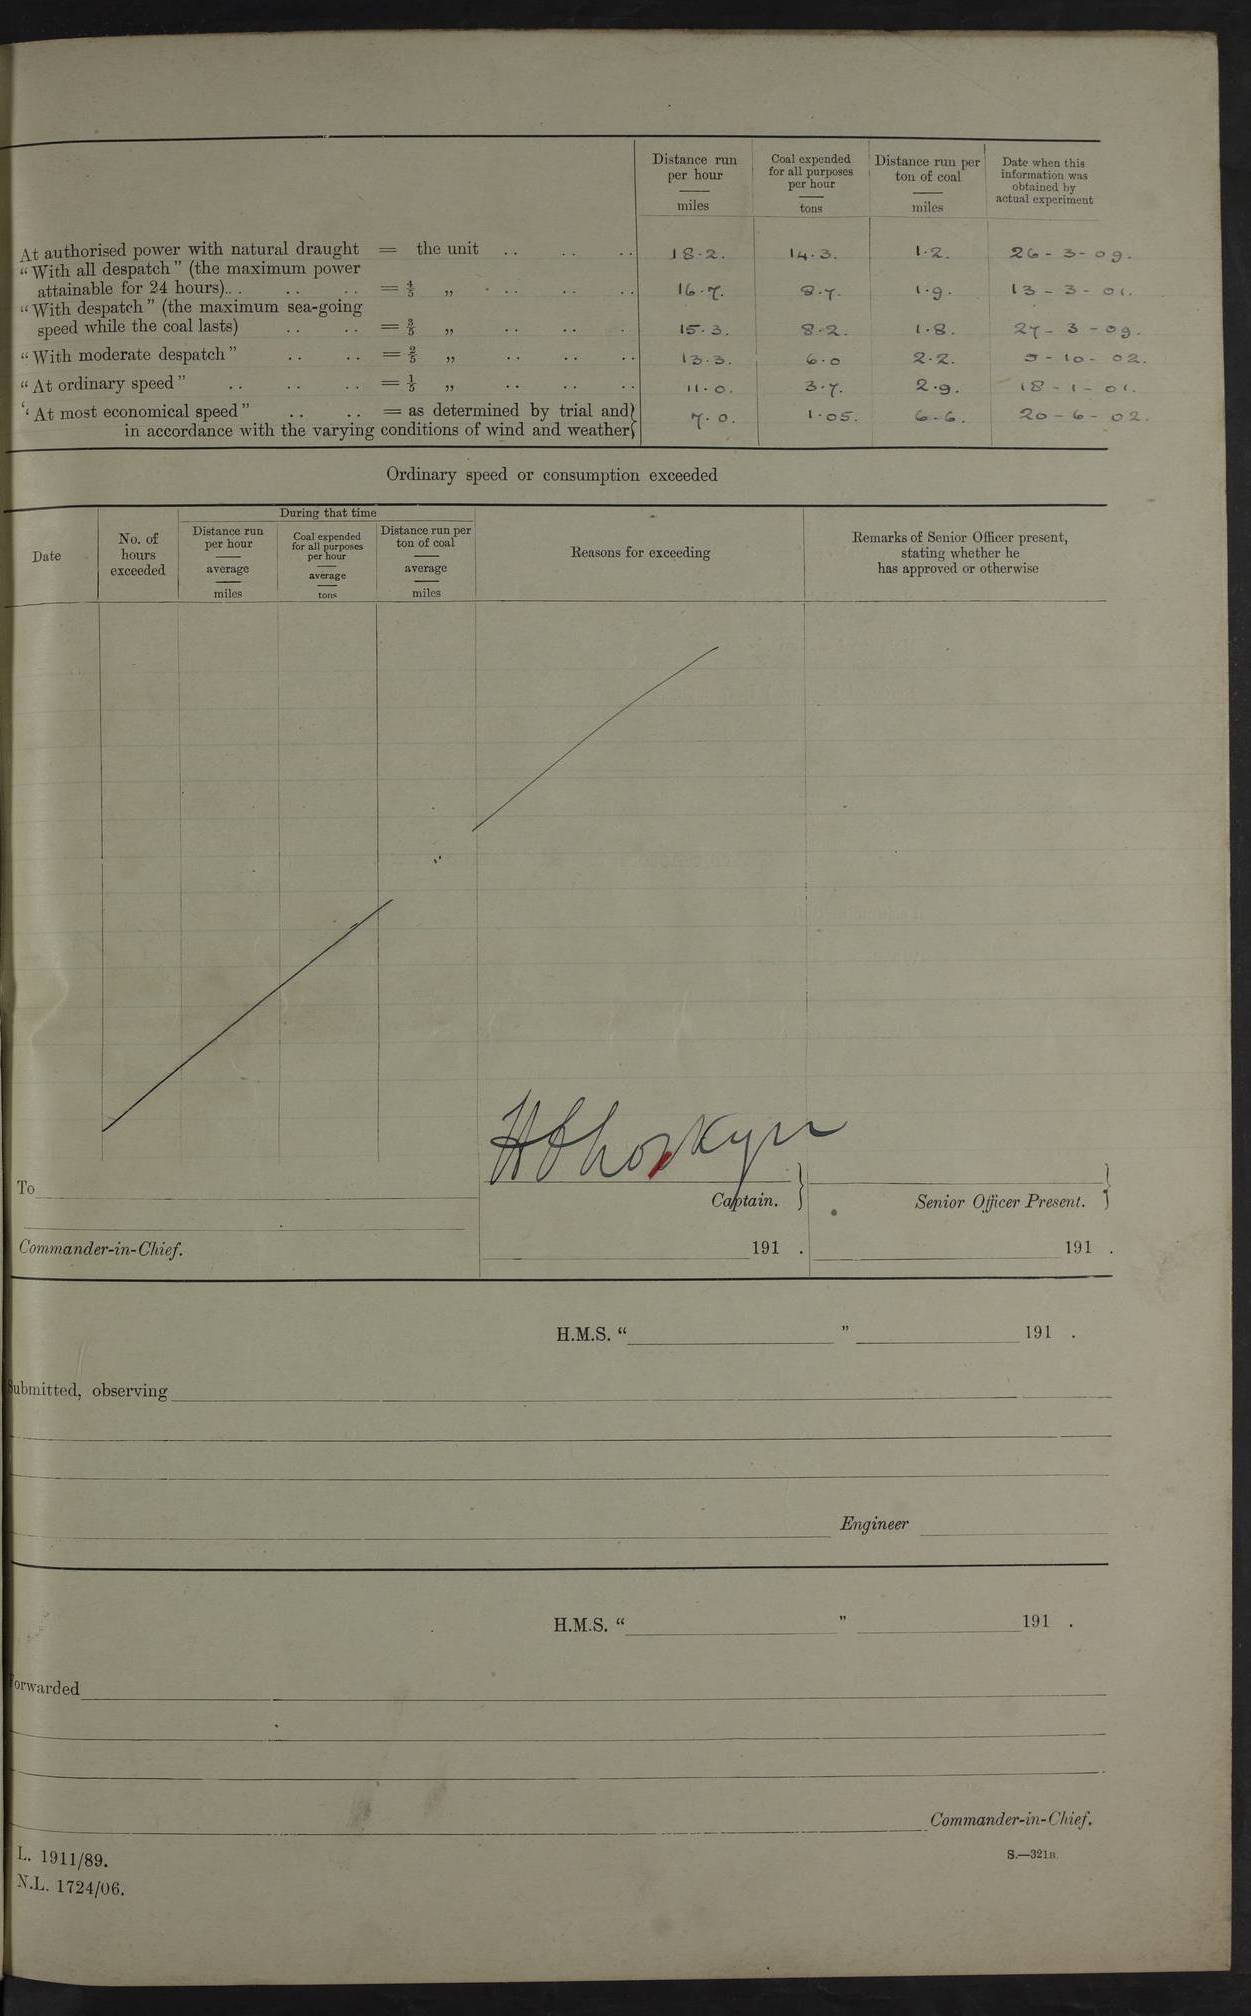 Distance run per hour miles
Coal expended for all purposes per hour tons
Distance run per ton of coal miles
Date when this information was obtained by actual experiment
At authorised power with natural draught = the unit .. .. .. 18.2. 14.3. 1.2. 26-3-09.
"With all despatch" (the maximum power
attainable for 24 hours).. .. .. = 4/5 „ .. .. .. 16.7. 8.7. 1.9. 13-3-01.
"With despatch" (the maximum sea-going
speed while the coal lasts) .. .. = 3/5 „ .. .. .. 15.3. 8.2. 1.8. 27-3-09.
"With moderate despatch" .. .. = 2/5 „ .. .. .. 13.3. 6.0 2.2. 5-10-02.
"At ordinary speed" .. .. .. = 1/5 „ .. .. .. 11.0. 3.7. 2.9. 18-1-01.
"At most economical speed" .. .. = as determined by trial and 7.0. 1.05. 6.6. 20-6-02.
in accordance with the varying conditions of wind and weather
Ordinary speed or consumption exceeded
Date
No. of hours exceeded
During that time
Distance run per hour average miles
Coal expended for all purposes per hour average tons
Distance run per ton of coal average miles
Reasons for exceeding
Remarks of Senior Officer present, stating whether he has approved or otherwise
To
Captain.
Senior Officer Present.
Commander-in-Chief.
191 .
191 .
H.M.S. " " 191 .
Submitted, observing
Engineer
H.M.S. " " 191 .
Forwarded
Commander-in-Chief.
L. 1911/89.
S.—321B.
N.L. 1724/06.